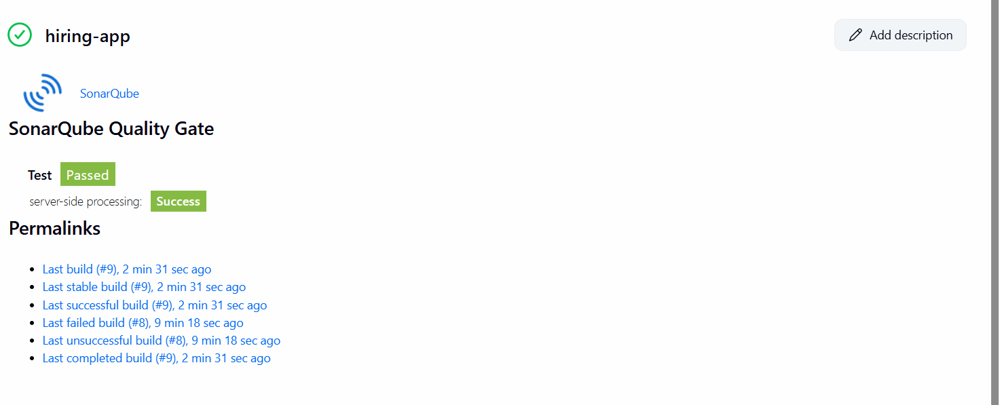 hiring-app
Add description
SonarQube
SonarQube Quality Gate
Test Passed
server-side processing: Success
Permalinks
Last build (#9), 2 min 31 sec ago
Last stable build (#9), 2 min 31 sec ago
Last successful build (#9), 2 min 31 sec ago
Last failed build (#8), 9 min 18 sec ago
Last unsuccessful build (#8), 9 min 18 sec ago
Last completed build (#9), 2 min 31 sec ago